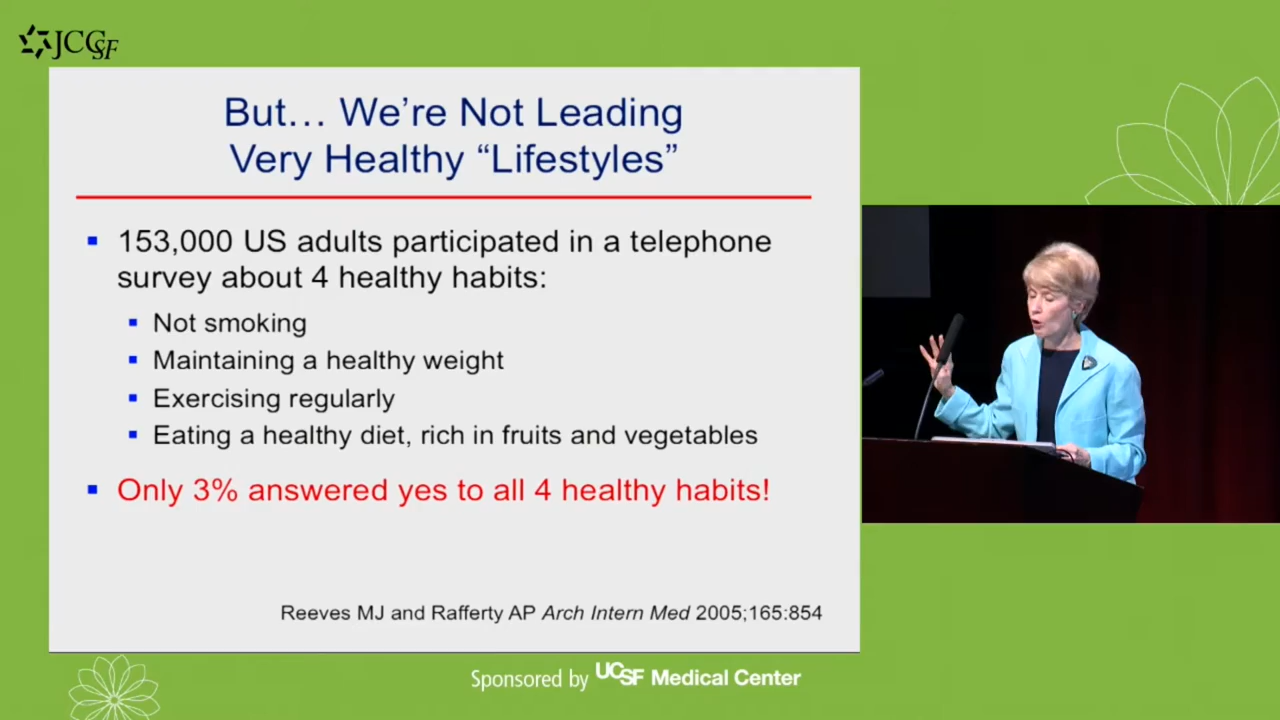 JCCSF
But… We're Not Leading
Very Healthy “Lifestyles”
153,000 US adults participated in a telephone
survey about 4 healthy habits:
Not smoking
Maintaining a healthy weight
Exercising regularly
Eating a healthy diet, rich in fruits and vegetables
Only 3% answered yes to all 4 healthy habits!
Reeves MJ and Rafferty AP Arch Intern Med 2005;165:854
Sponsored by UCSF Medical Center